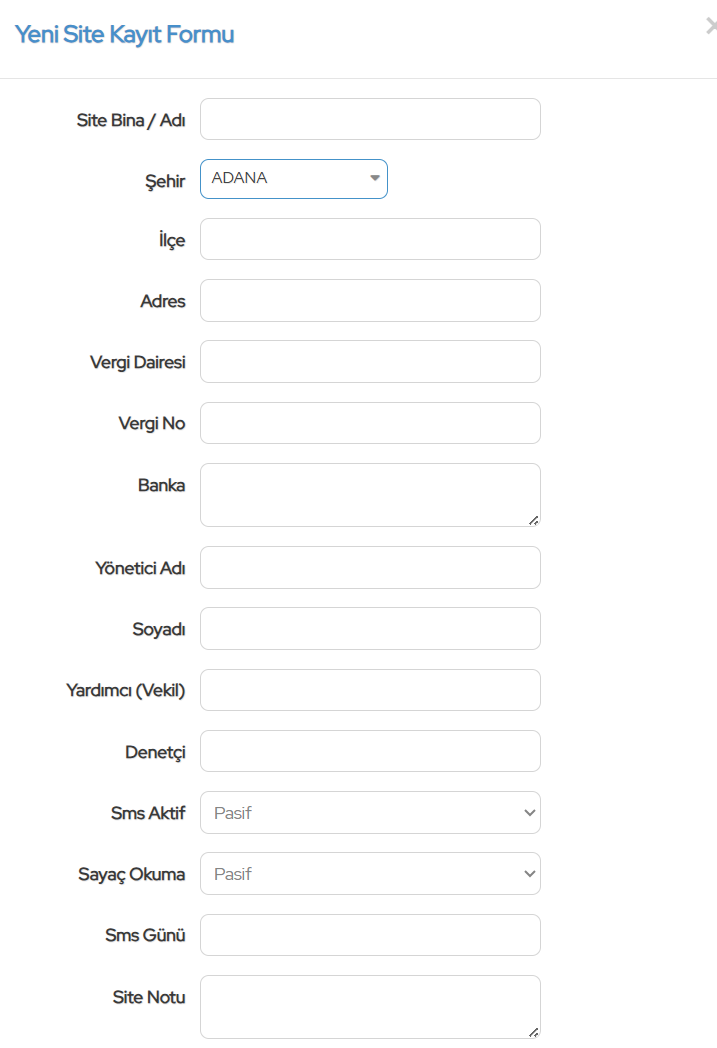 Yeni Site Kayıt Formu
Site Bina / Adı
Şehir ADANA
İlçe
Adres
Vergi Dairesi
Vergi No
Banka
Yönetici Adı
Soyadı
Yardımcı (Vekil)
Denetçi
Sms Aktif Pasif
Sayaç Okuma Pasif
Sms Günü
Site Notu